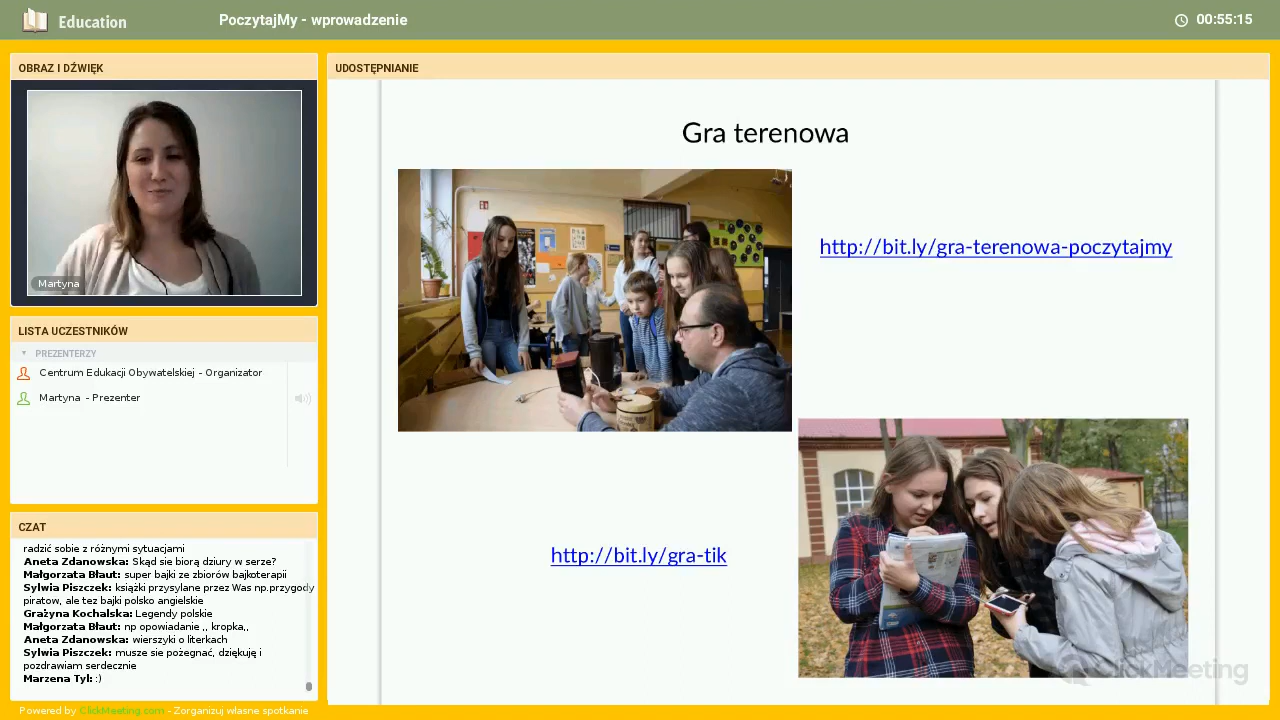 Education
PoczytajMy - wprowadzenie
00:55:15
OBRAZ I DŹWIĘK
Martyna
LISTA UCZESTNIKÓW
PREZENTERZY
Centrum Edukacji Obywatelskiej - Organizator
Martyna - Prezenter
CZAT
radzić sobie z różnymi sytuacjami
Aneta Zdanowska: Skąd sie biorą dziury w serze?
Małgorzata Błaut: super bajki ze zbiorów bajkoterapii
Sylwia Piszczek: książki przysylane przez Was np.przygody
piratow, ale tez bajki polsko angielskie
Grażyna Kochalska: Legendy polskie
Małgorzata Błaut: np opowiadanie ,, kropka,,
Aneta Zdanowska: wierszyki o literkach
Sylwia Piszczek: musze sie pożegnać, dziękuję i
pozdrawiam serdecznie
Marzena Tyl: :)
Powered by ClickMeeting.com - Zorganizuj własne spotkanie
UDOSTĘPNIANIE
Gra terenowa
http://bit.ly/gra-terenowa-poczytajmy
http://bit.ly/gra-tik
ClickMeeting